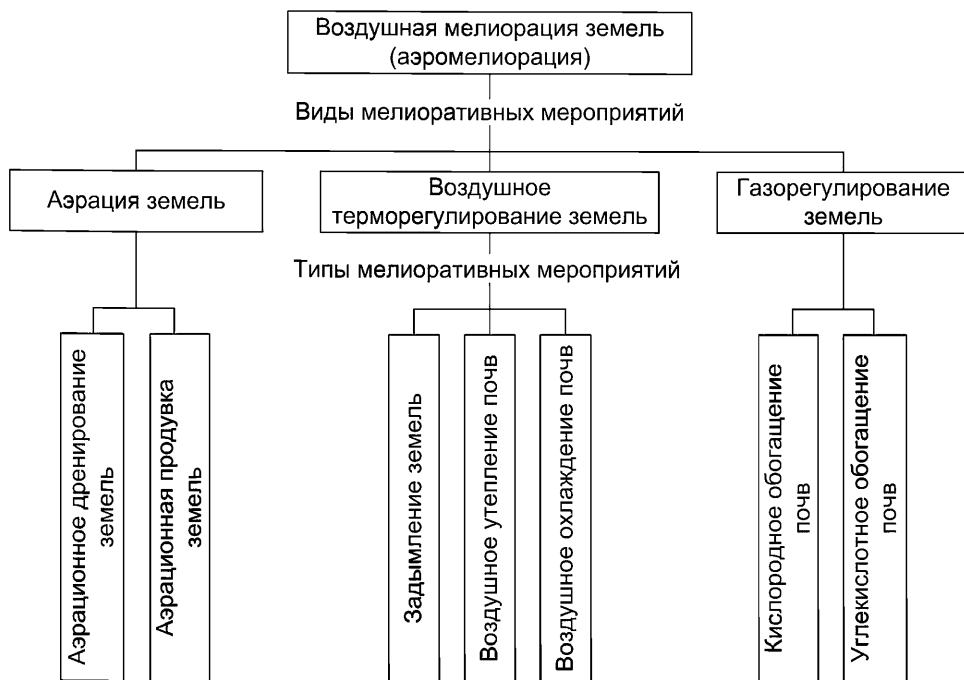 Воздушная мелиорация земель
(аэромелиорация)
Виды мелиоративных мероприятий
Аэрация земель
Воздушное
терморегулирование земель
Газорегулирование
земель
Типы мелиоративных мероприятий
Аэрационное дренирование
земель
Аэрационная продувка
земель
Задымление земель
Воздушное утепление почв
Воздушное охлаждение почв
Кислородное обогащение
почв
Углекислотное обогащение
почв